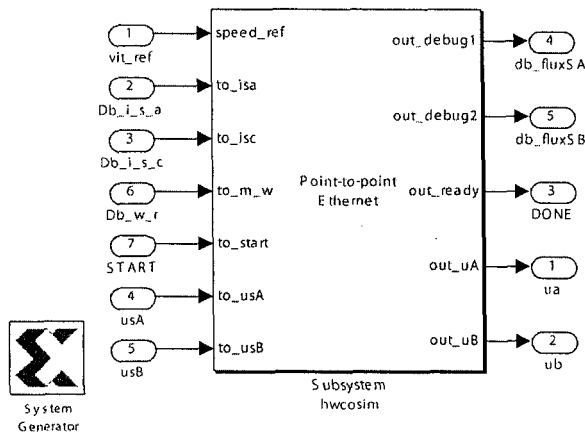 1 speed_ref out_debug1 4
vit_ref db_fluxSA
2 to_isa
Db_i_s_a out_debug2 5
3 to_isc db_fluxSB
Db_i_s_c
6 to_m_w Point-to-point out_ready 3
Db_w_r Ethernet DONE
7 to_start
START out_uA 1
4 to_usA ua
usA
5 to_usB out_uB 2
usB ub
Subsystem
hwcosim
System
Generator